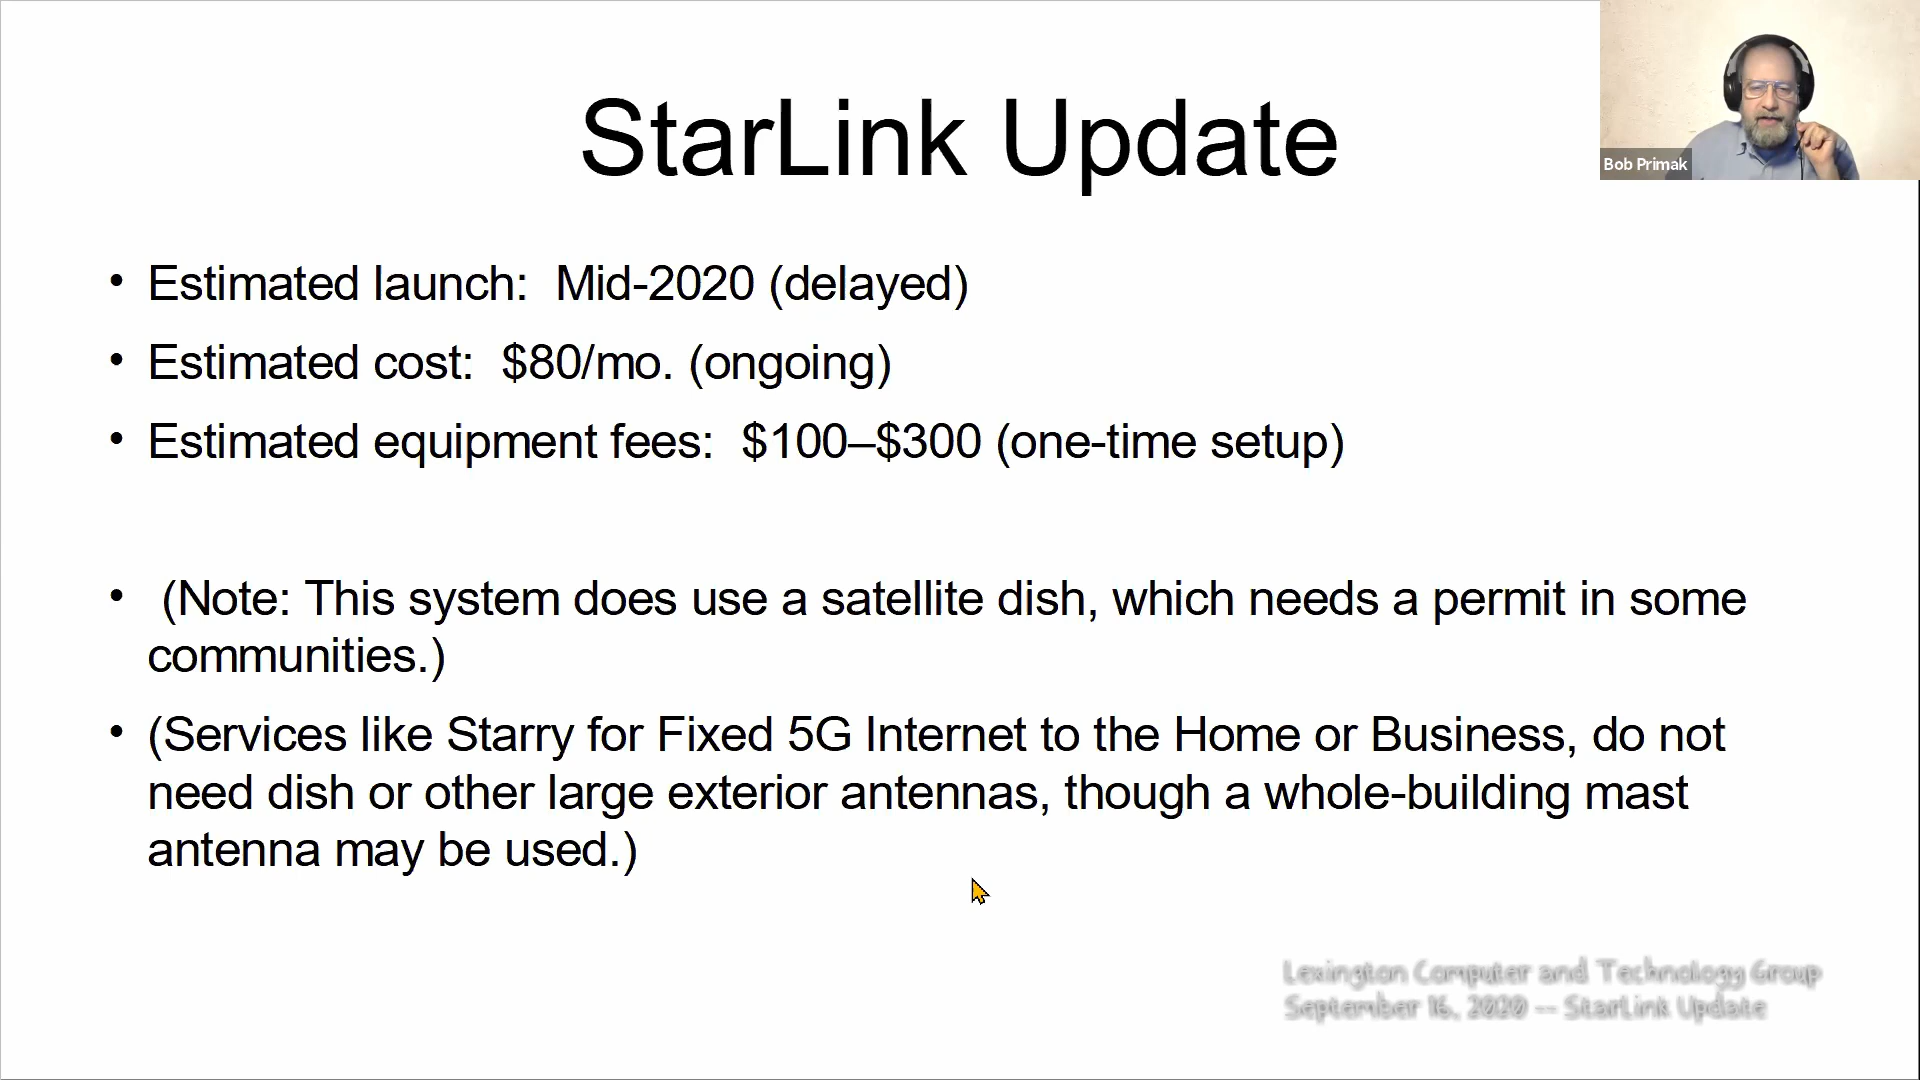 StarLink Update
Bob Primak
• Estimated launch:  Mid-2020 (delayed)
• Estimated cost:  $80/mo. (ongoing)
• Estimated equipment fees:  $100–$300 (one-time setup)
• (Note: This system does use a satellite dish, which needs a permit in some
communities.)
• (Services like Starry for Fixed 5G Internet to the Home or Business, do not
need dish or other large exterior antennas, though a whole-building mast
antenna may be used.)
Lexington Computer and Technology Group
September 16, 2020 -- StarLink Update